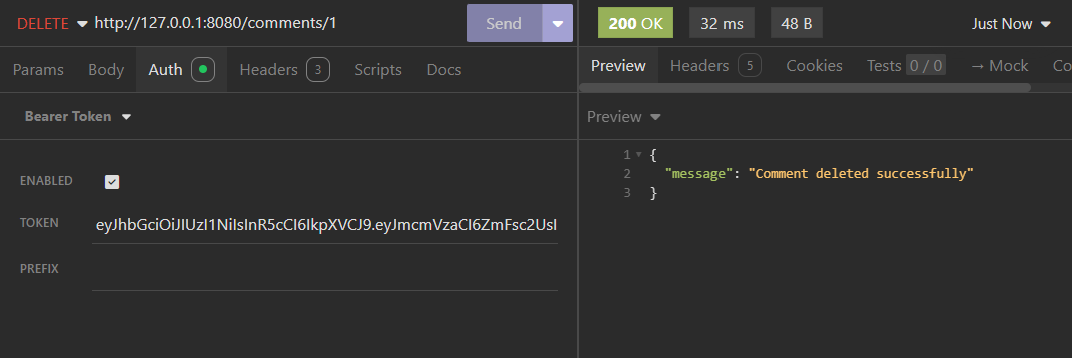 DELETE http://127.0.0.1:8080/comments/1 Send
200 OK 32 ms 48 B Just Now
Params Body Auth Headers 3 Scripts Docs
Preview Headers 5 Cookies Tests 0 / 0 → Mock Co
Bearer Token
Preview
1 {
2 "message": "Comment deleted successfully"
3 }
ENABLED
TOKEN eyJhbGciOiJIUzI1NiIsInR5cCI6IkpXVCJ9.eyJmcmVzaCI6ZmFsc2UsI
PREFIX